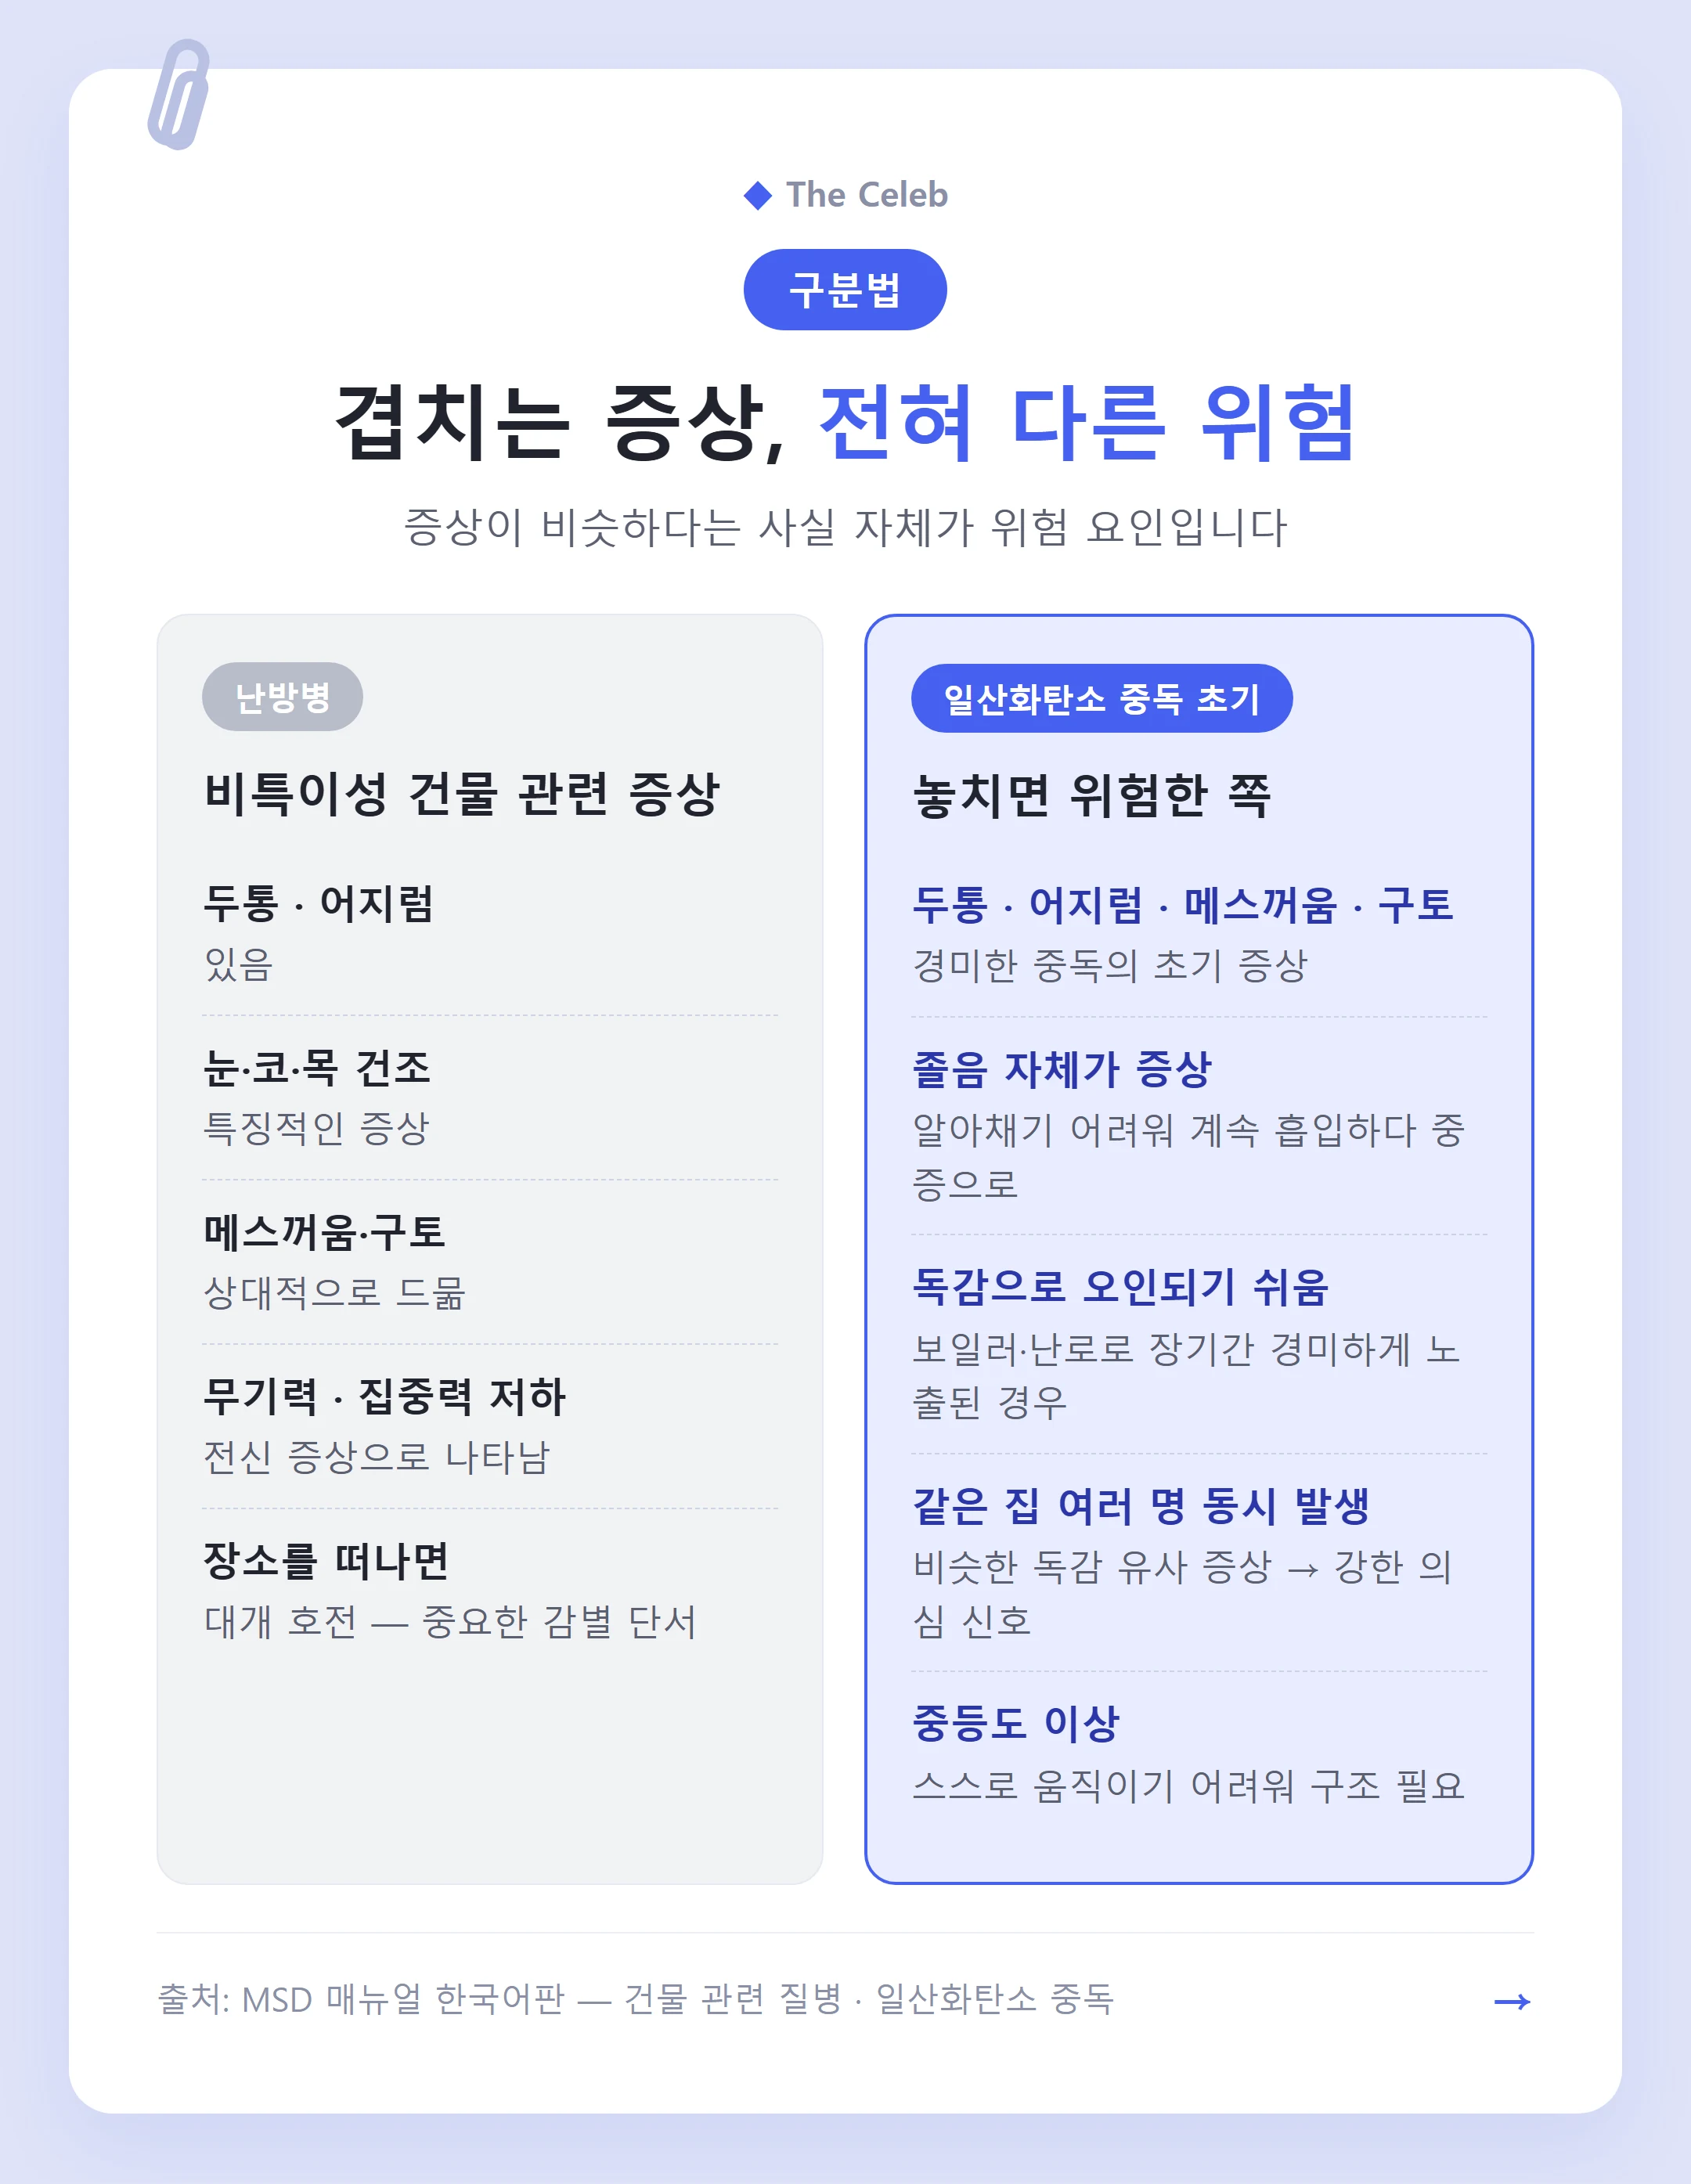 ◆ The Celeb
구분법
겹치는 증상, 전혀 다른 위험
증상이 비슷하다는 사실 자체가 위험 요인입니다
난방병
비특이성 건물 관련 증상
두통 · 어지럼
있음
눈·코·목 건조
특징적인 증상
메스꺼움·구토
상대적으로 드묾
무기력 · 집중력 저하
전신 증상으로 나타남
장소를 떠나면
대개 호전 — 중요한 감별 단서
일산화탄소 중독 초기
놓치면 위험한 쪽
두통 · 어지럼 · 메스꺼움 · 구토
경미한 중독의 초기 증상
졸음 자체가 증상
알아채기 어려워 계속 흡입하다 중
증으로
독감으로 오인되기 쉬움
보일러·난로로 장기간 경미하게 노
출된 경우
같은 집 여러 명 동시 발생
비슷한 독감 유사 증상 → 강한 의
심 신호
중등도 이상
스스로 움직이기 어려워 구조 필요
출처: MSD 매뉴얼 한국어판 — 건물 관련 질병 · 일산화탄소 중독 →